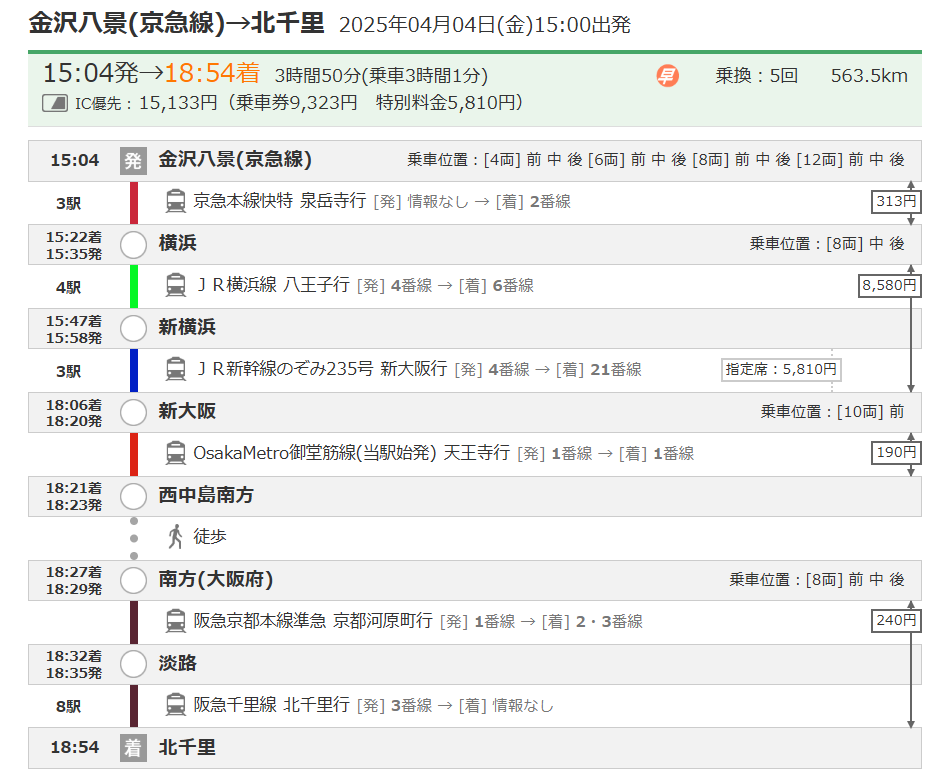 金沢八景(京急線)→北千里 2025年04月04日(金)15:00出発
15:04発→18:54着 3時間50分(乗車3時間1分) 早 乗換：5回 563.5km
IC優先：15,133円（乗車券9,323円 特別料金5,810円）
15:04 発 金沢八景(京急線) 乗車位置：[4両] 前 中 後 [6両] 前 中 後 [8両] 前 中 後 [12両] 前 中 後
3駅 京急本線快特 泉岳寺行 [発] 情報なし → [着] 2番線 313円
15:22着
15:35発 横浜 乗車位置：[8両] 中 後
4駅 ＪＲ横浜線 八王子行 [発] 4番線 → [着] 6番線 8,580円
15:47着
15:58発 新横浜
3駅 ＪＲ新幹線のぞみ235号 新大阪行 [発] 4番線 → [着] 21番線 指定席：5,810円
18:06着
18:20発 新大阪 乗車位置：[10両] 前
OsakaMetro御堂筋線(当駅始発) 天王寺行 [発] 1番線 → [着] 1番線 190円
18:21着
18:23発 西中島南方
徒歩
18:27着
18:29発 南方(大阪府) 乗車位置：[8両] 前 中 後
阪急京都本線準急 京都河原町行 [発] 1番線 → [着] 2・3番線 240円
18:32着
18:35発 淡路
8駅 阪急千里線 北千里行 [発] 3番線 → [着] 情報なし
18:54 着 北千里